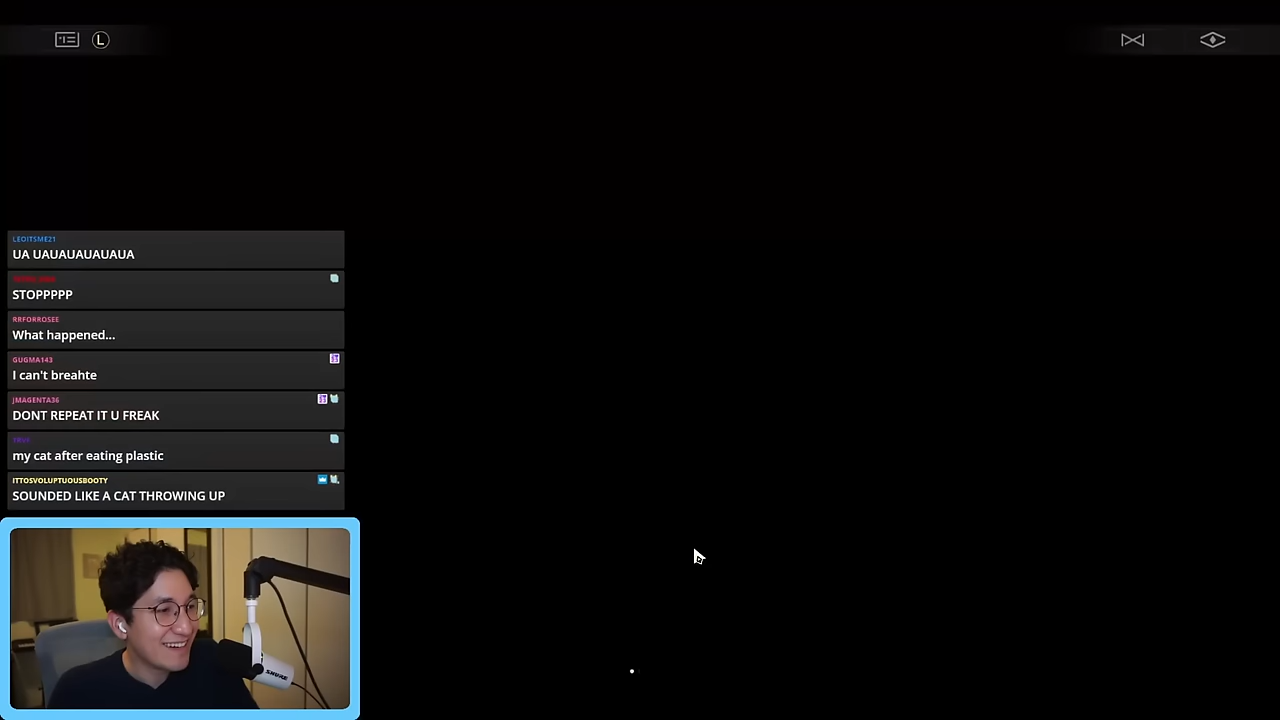 L
LEOITSME21
UA UAUAUAUAUAUA
STOPPPPP
RRFORROSEE
What happened...
GUGMA143
I can't breahte
JMAGENTA36
DONT REPEAT IT U FREAK
my cat after eating plastic
ITTOSVOLUPTUOUSBOOTY
SOUNDED LIKE A CAT THROWING UP
SHURE